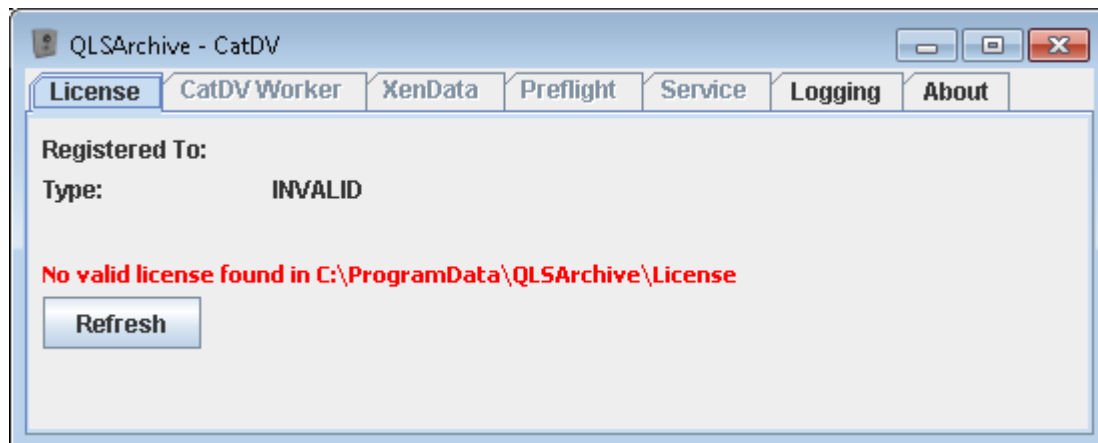 QLSArchive - CatDV
License CatDV Worker XenData Preflight Service Logging About
Registered To:
Type: INVALID
No valid license found in C:\ProgramData\QLSArchive\License
Refresh